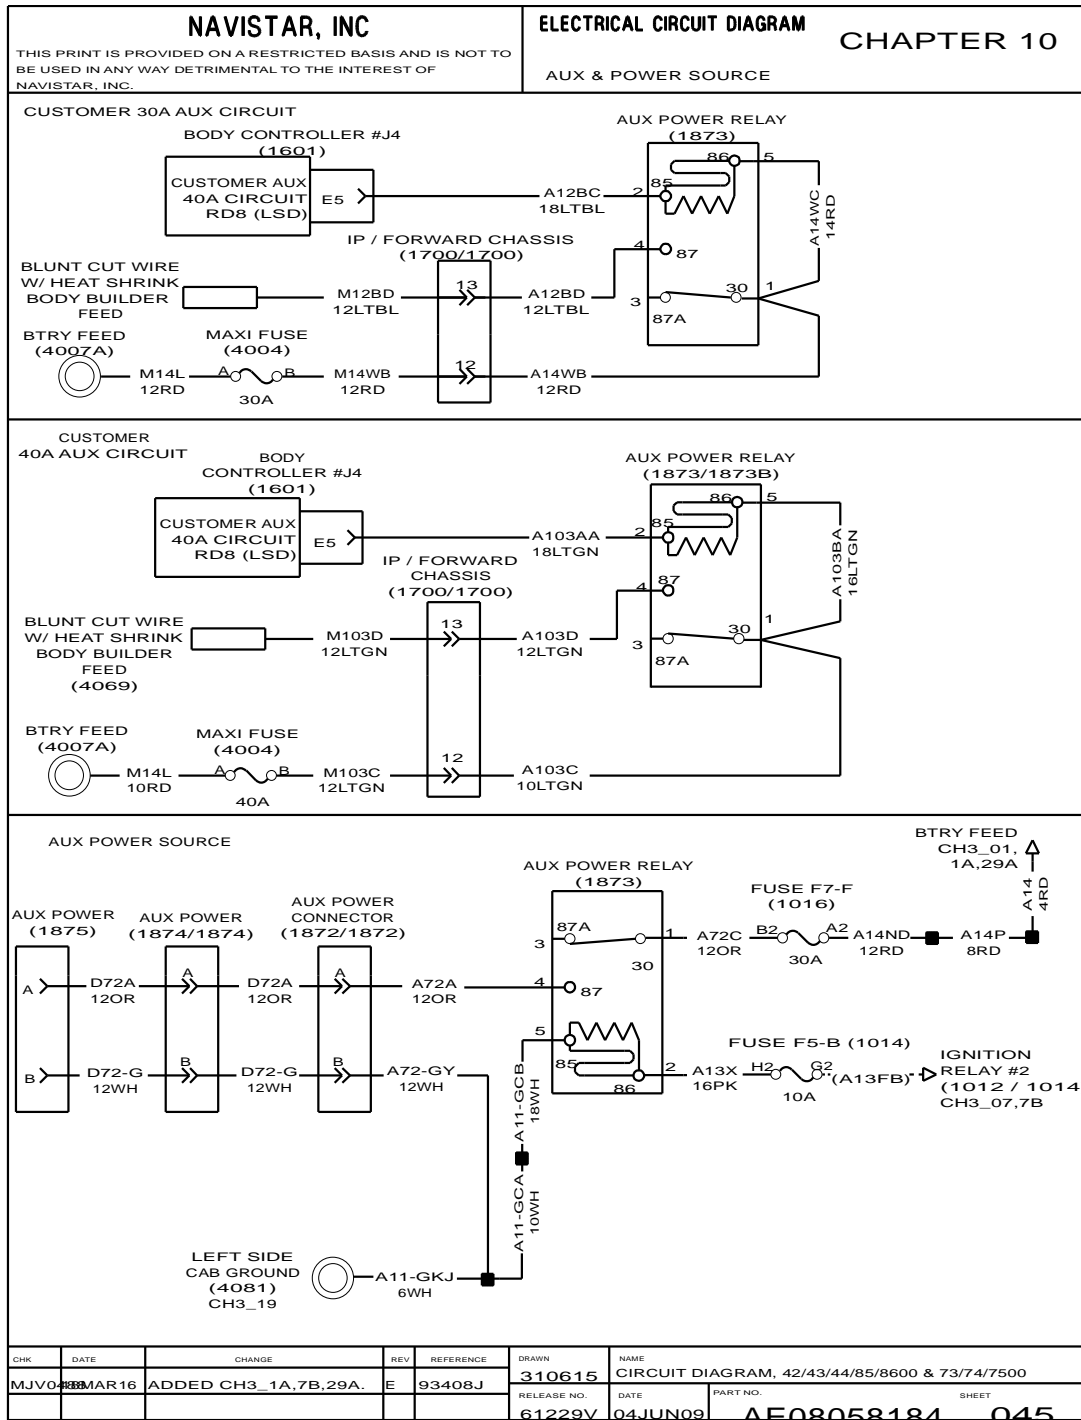 NAVISTAR, INC
THIS PRINT IS PROVIDED ON A RESTRICTED BASIS AND IS NOT TO
BE USED IN ANY WAY DETRIMENTAL TO THE INTEREST OF
NAVISTAR, INC.
ELECTRICAL CIRCUIT DIAGRAM
CHAPTER 10
AUX & POWER SOURCE
CUSTOMER 30A AUX CIRCUIT
BODY CONTROLLER #J4
(1601)
CUSTOMER AUX
40A CIRCUIT
RD8 (LSD)
E5
A12BC
18LTBL
AUX POWER RELAY
(1873)
86
5
85
2
4
87
3
30
1
87A
A14WC
14RD
IP / FORWARD CHASSIS
(1700/1700)
BLUNT CUT WIRE
W/ HEAT SHRINK
BODY BUILDER
FEED
M12BD
12LTBL
13
A12BD
12LTBL
BTRY FEED
(4007A)
M14L
12RD
MAXI FUSE
(4004)
A
B
30A
M14WB
12RD
12
A14WB
12RD
CUSTOMER
40A AUX CIRCUIT
BODY
CONTROLLER #J4
(1601)
CUSTOMER AUX
40A CIRCUIT
RD8 (LSD)
E5
A103AA
18LTGN
AUX POWER RELAY
(1873/1873B)
86
5
85
2
87
4
3
30
1
87A
A103BA
16LTGN
IP / FORWARD
CHASSIS
(1700/1700)
BLUNT CUT WIRE
W/ HEAT SHRINK
BODY BUILDER
FEED
(4069)
M103D
12LTGN
13
A103D
12LTGN
BTRY FEED
(4007A)
M14L
10RD
MAXI FUSE
(4004)
A
B
40A
M103C
12LTGN
12
A103C
10LTGN
AUX POWER SOURCE
AUX POWER
(1875)
A
B
D72A
12OR
D72-G
12WH
AUX POWER
(1874/1874)
A
B
D72A
12OR
D72-G
12WH
AUX POWER
CONNECTOR
(1872/1872)
A
B
A72A
12OR
A72-GY
12WH
AUX POWER RELAY
(1873)
87A
3
1
30
4
87
5
85
2
86
A72C
12OR
FUSE F7-F
(1016)
B2
A2
30A
A14ND
12RD
A14P
8RD
BTRY FEED
CH3_01,
1A,29A
A14
4RD
A13X
16PK
FUSE F5-B (1014)
H2
G2
10A
(A13FB)
IGNITION
RELAY #2
(1012 / 1014
CH3_07,7B
A11-GCB
18WH
A11-GCA
10WH
LEFT SIDE
CAB GROUND
(4081)
CH3_19
A11-GKJ
6WH
CHK
DATE
CHANGE
REV
REFERENCE
MJV04
MAR16
ADDED CH3_1A,7B,29A.
E
93408J
DRAWN
310615
NAME
CIRCUIT DIAGRAM, 42/43/44/85/8600 & 73/74/7500
RELEASE NO.
61229V
DATE
04JUN09
PART NO.
AE08058184
SHEET
045